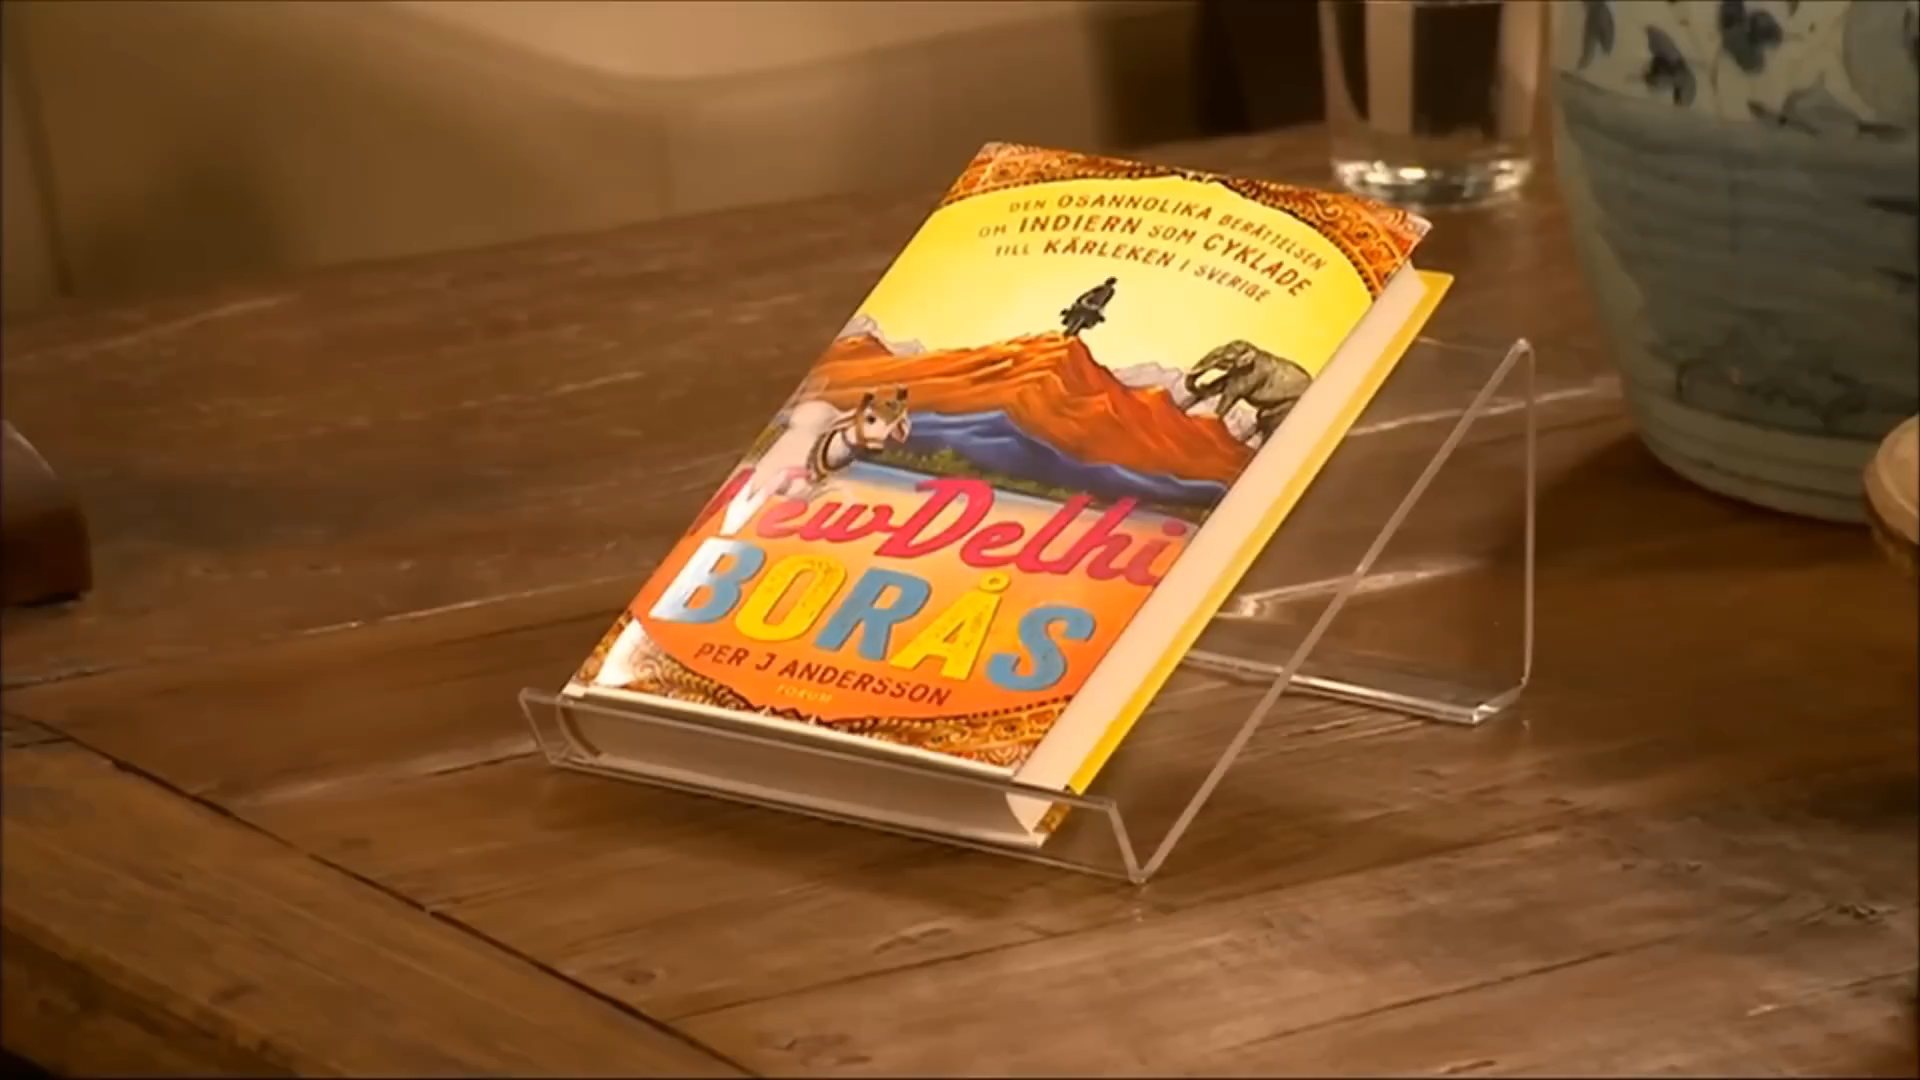 DEN OSANNOLIKA BERÄTTELSEN
OM INDIERN SOM CYKLADE
TILL KÄRLEKEN I SVERIGE
New Delhi
BORÅS
PER J ANDERSSON
FORUM